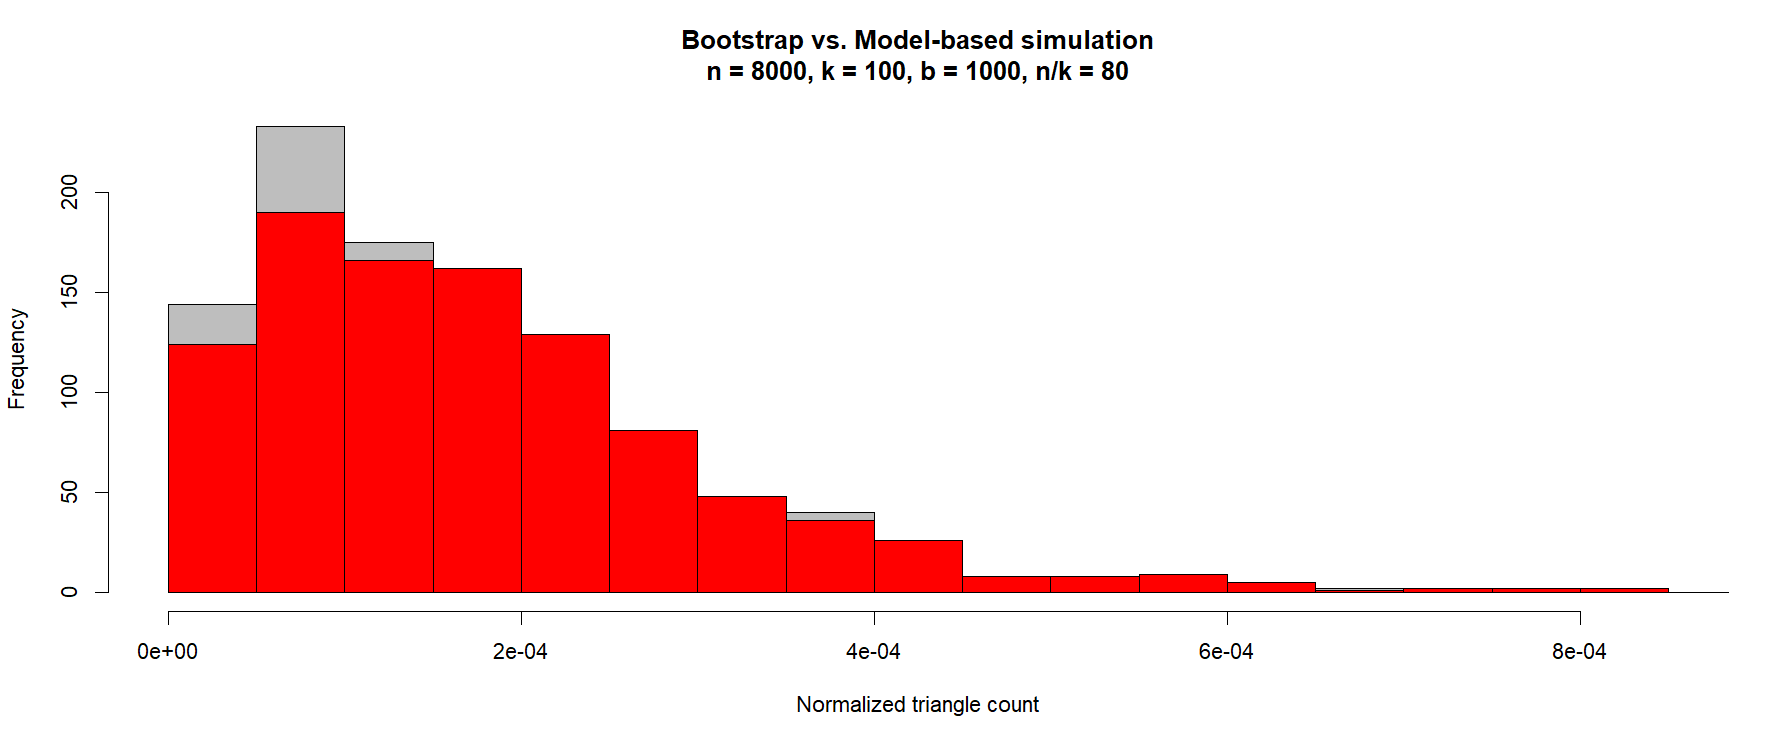 Bootstrap vs. Model-based simulation
n = 8000, k = 100, b = 1000, n/k = 80
Frequency
200
150
100
50
0
0e+00 2e-04 4e-04 6e-04 8e-04
Normalized triangle count